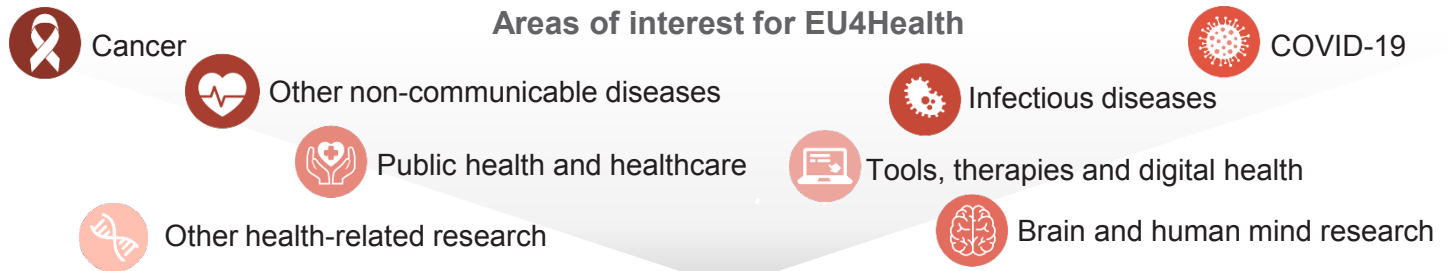 Areas of interest for EU4Health
Cancer
COVID-19
Other non-communicable diseases
Infectious diseases
Public health and healthcare
Tools, therapies and digital health
Other health-related research
Brain and human mind research